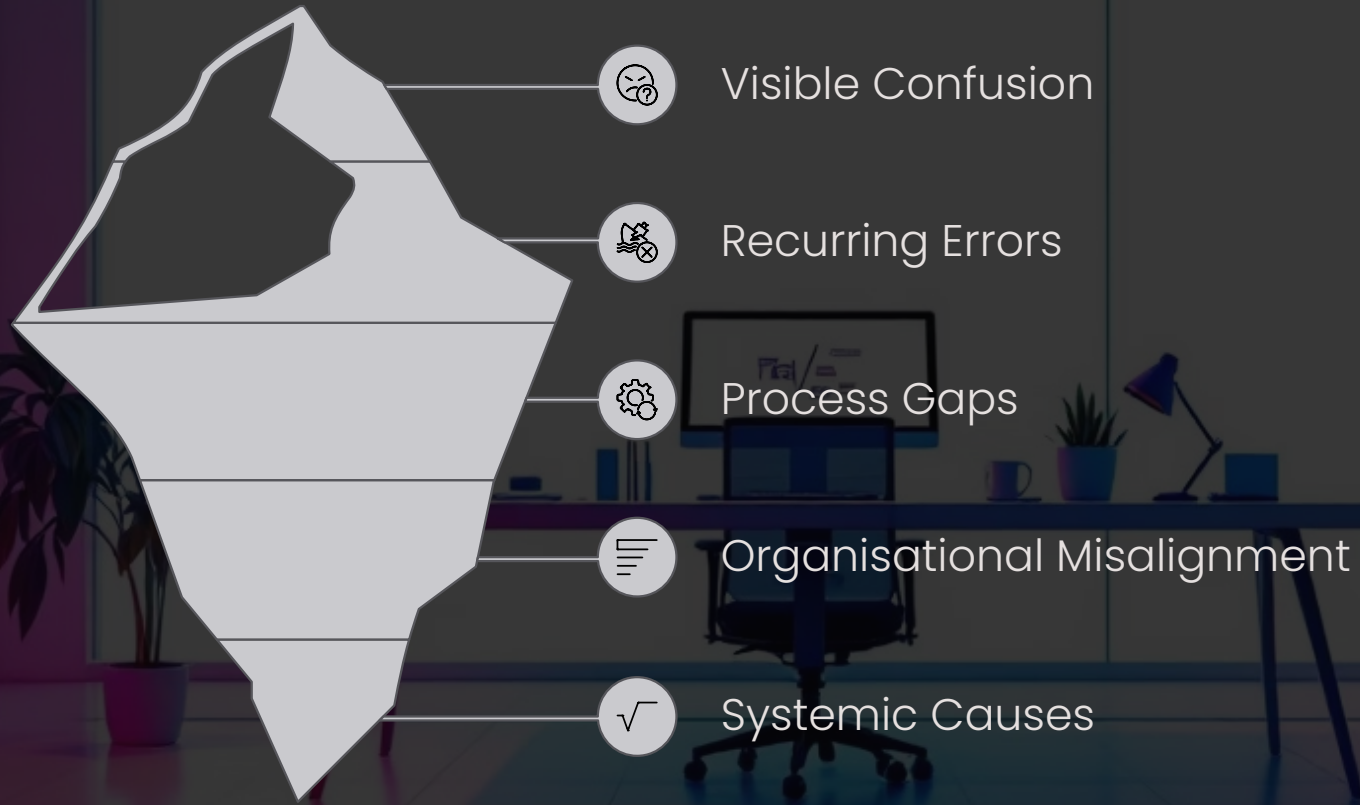 Visible Confusion
Recurring Errors
Process Gaps
Organisational Misalignment
Systemic Causes